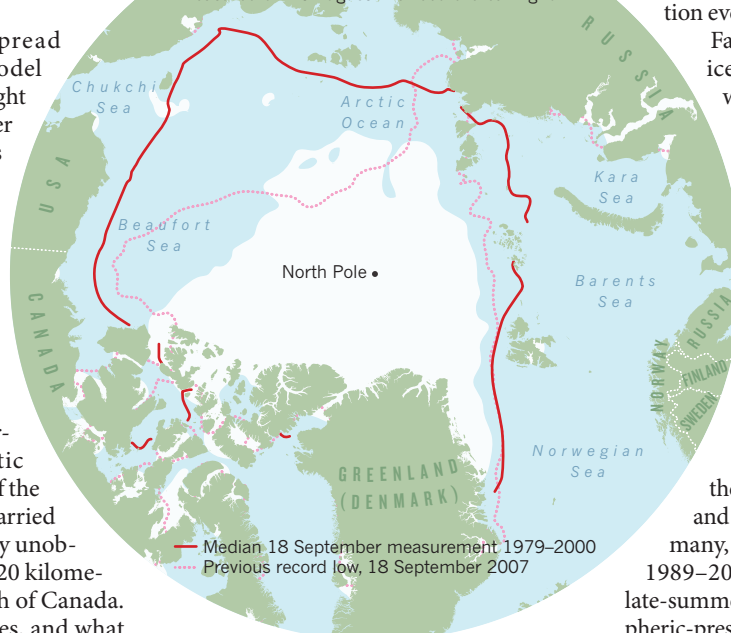 tion eve
pread
Fa
odel
ice
ght
w
er
s
RUSSIA
Chukchi
Sea
Arctic
Ocean
USA
Kara
Sea
Beaufort
Sea
North Pole
Barents
Sea
CANADA
RUSSIA
NORWAY
FINLAND
SWEDEN
r-
tic
f the
arried
y unob-
20 kilome-
h of Canada.
es, and what
Norwegian
Sea
GREENLAND
(DENMARK)
Median 18 September measurement 1979–2000
Previous record low, 18 September 2007
the
and
many,
1989–20
late-summe
pheric-pres